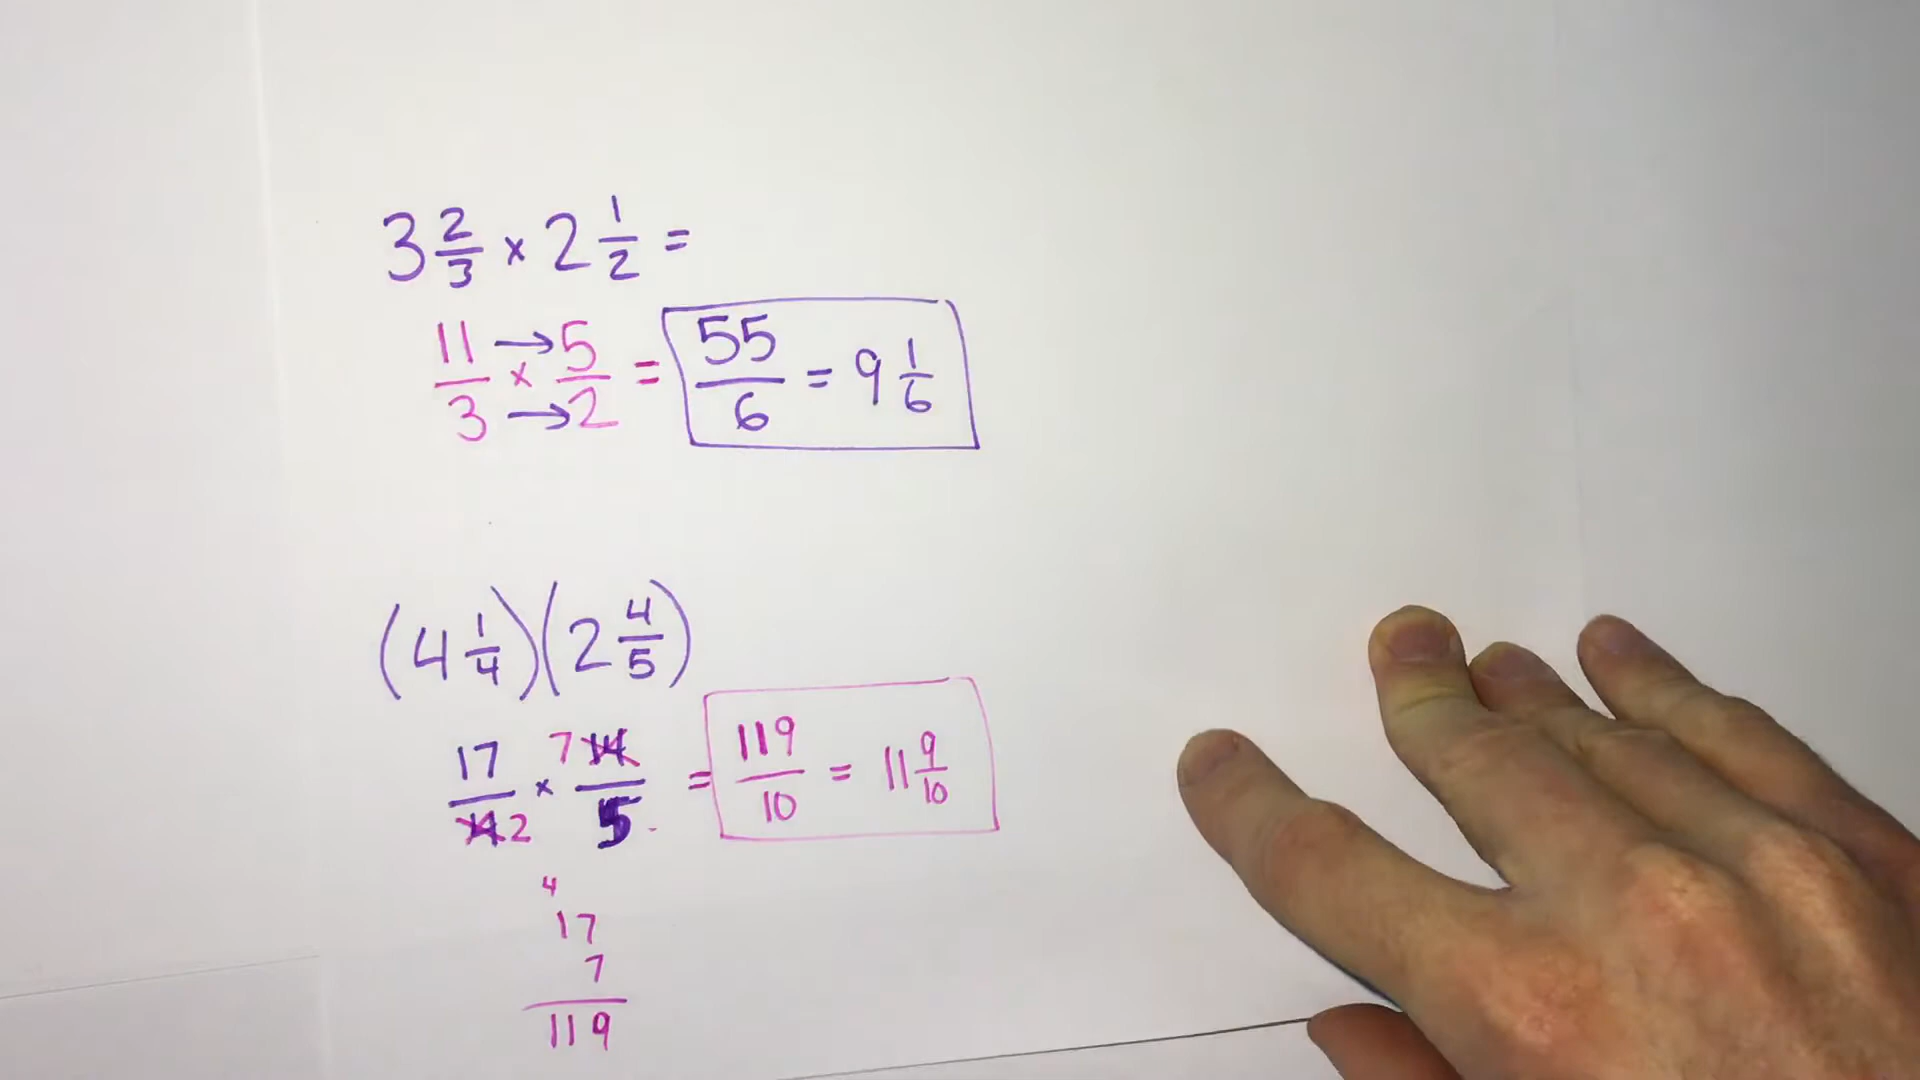 3 2/3 × 2 1/2 =
11/3 → × → 5/2 = 55/6 = 9 1/6
(4 1/4)(2 4/5)
17/4 2 × 7 14/5 = 119/10 = 11 9/10
4
17
7
119